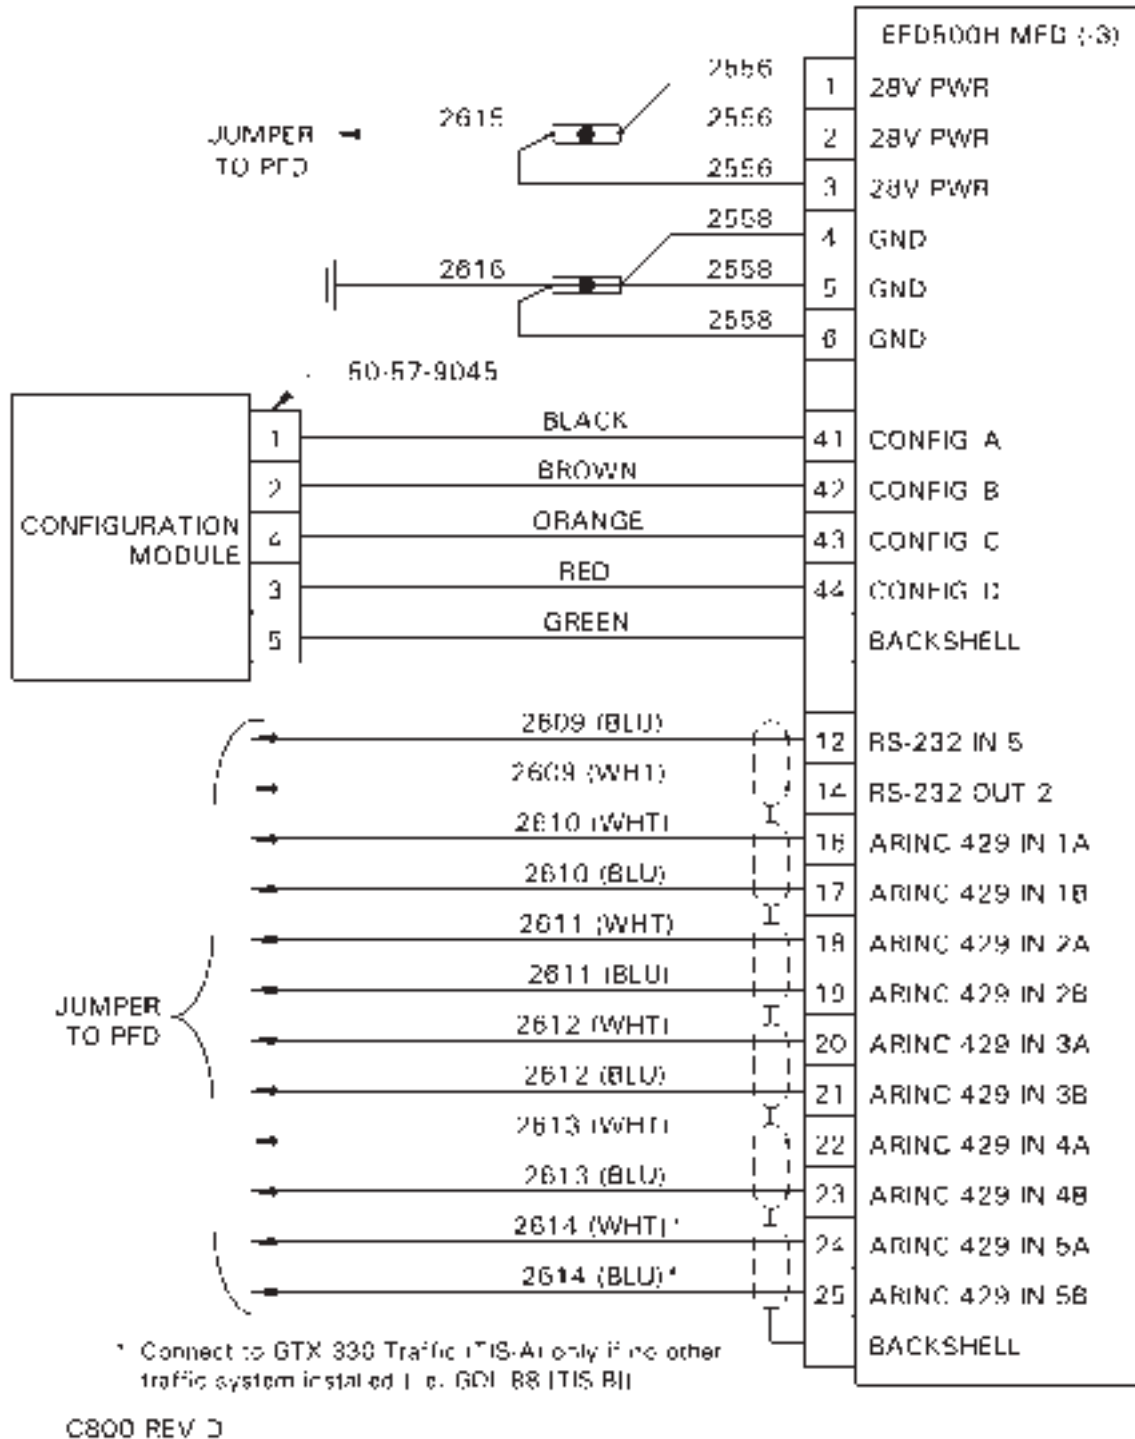 EFD500H MFD (-3)
2556
1 28V PWR
JUMPER
TO PFD
2615
2556
2 28V PWR
2556
3 28V PWR
2558
4 GND
2616
2558
5 GND
2558
6 GND
50-57-9045
CONFIGURATION
MODULE
1 BLACK 41 CONFIG A
2 BROWN 42 CONFIG B
4 ORANGE 43 CONFIG C
3 RED 44 CONFIG D
5 GREEN BACKSHELL
2609 (BLU) 12 RS-232 IN 5
2609 (WHT) 14 RS-232 OUT 2
2610 (WHT) 16 ARINC 429 IN 1A
2610 (BLU) 17 ARINC 429 IN 1B
2611 (WHT) 18 ARINC 429 IN 2A
2611 (BLU) 19 ARINC 429 IN 2B
JUMPER
TO PFD
2612 (WHT) 20 ARINC 429 IN 3A
2612 (BLU) 21 ARINC 429 IN 3B
2613 (WHT) 22 ARINC 429 IN 4A
2613 (BLU) 23 ARINC 429 IN 4B
2614 (WHT)* 24 ARINC 429 IN 5A
2614 (BLU)* 25 ARINC 429 IN 5B
BACKSHELL
* Connect to GTX 330 Traffic (TIS-A) only if no other
traffic system installed (i.e. GDL 88 [TIS-B])
C800 REV D